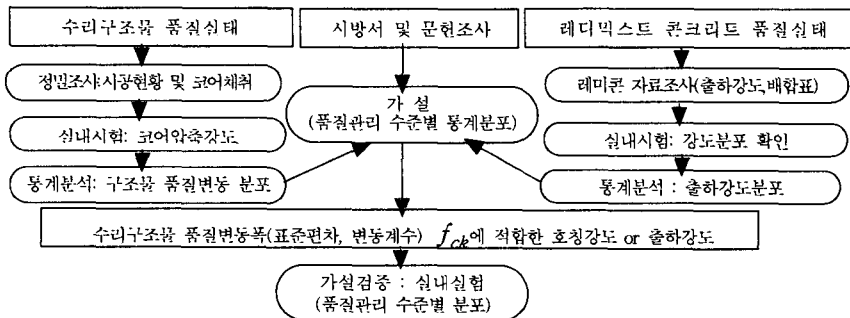 수리구조물 품질실태
시방서 및 문헌조사
레디믹스트 콘크리트 품질실태
정밀조사:시공현황 및 코어채취
가 설
(품질관리 수준별 통계분포)
레미콘 자료조사(출하강도,배합표)
실내시험: 코어압축강도
실내시험: 강도분포 확인
통계분석: 구조물 품질변동 분포
통계분석 : 출하강도분포
수리구조물 품질변동폭(표준편차, 변동계수) f_ck에 적합한 호칭강도 or 출하강도
가설검증 : 실내실험
(품질관리 수준별 분포)